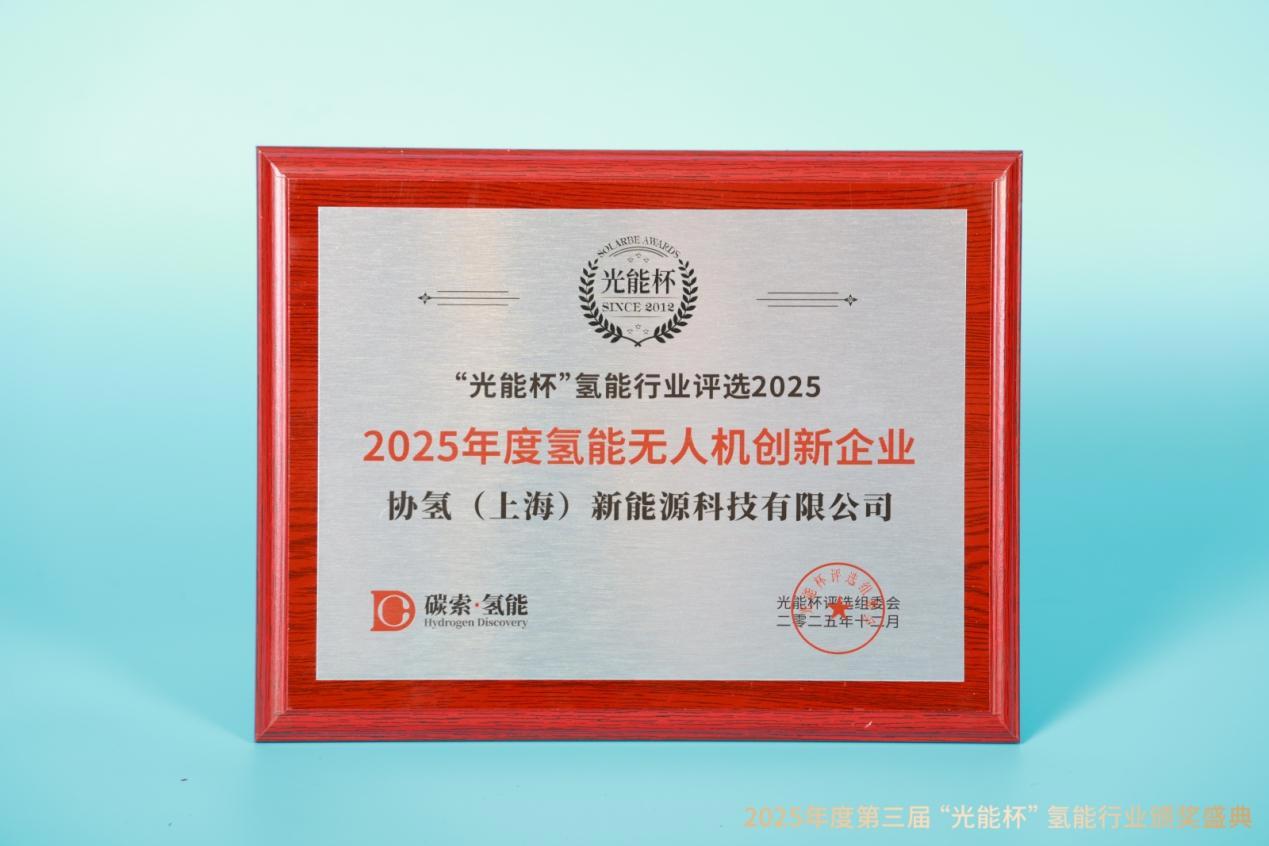 SOLARBE AWARDS
光能杯
SINCE 2012
“光能杯”氢能行业评选2025
2025年度氢能无人机创新企业
协氢（上海）新能源科技有限公司
碳索·氢能
Hydrogen Discovery
光能杯评选组委会
二零二五年十二月
2025年度第三届“光能杯”氢能行业颁奖盛典